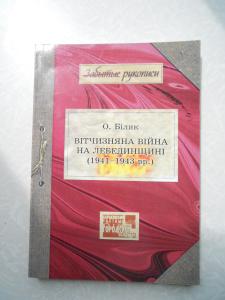 Забытые рукописи
О. Білик
ВІТЧИЗНЯНА ВІЙНА
НА ЛЕБЕДИНЩИНІ
(1941-1943 рр.)